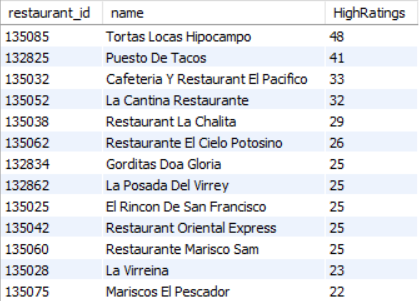 restaurant_id name HighRatings
135085 Tortas Locas Hipocampo 48
132825 Puesto De Tacos 41
135032 Cafeteria Y Restaurant El Pacifico 33
135052 La Cantina Restaurante 32
135038 Restaurant La Chalita 29
135062 Restaurante El Cielo Potosino 26
132834 Gorditas Doa Gloria 25
132862 La Posada Del Virrey 25
135025 El Rincon De San Francisco 25
135042 Restaurant Oriental Express 25
135060 Restaurante Marisco Sam 25
135028 La Virreina 23
135075 Mariscos El Pescador 22